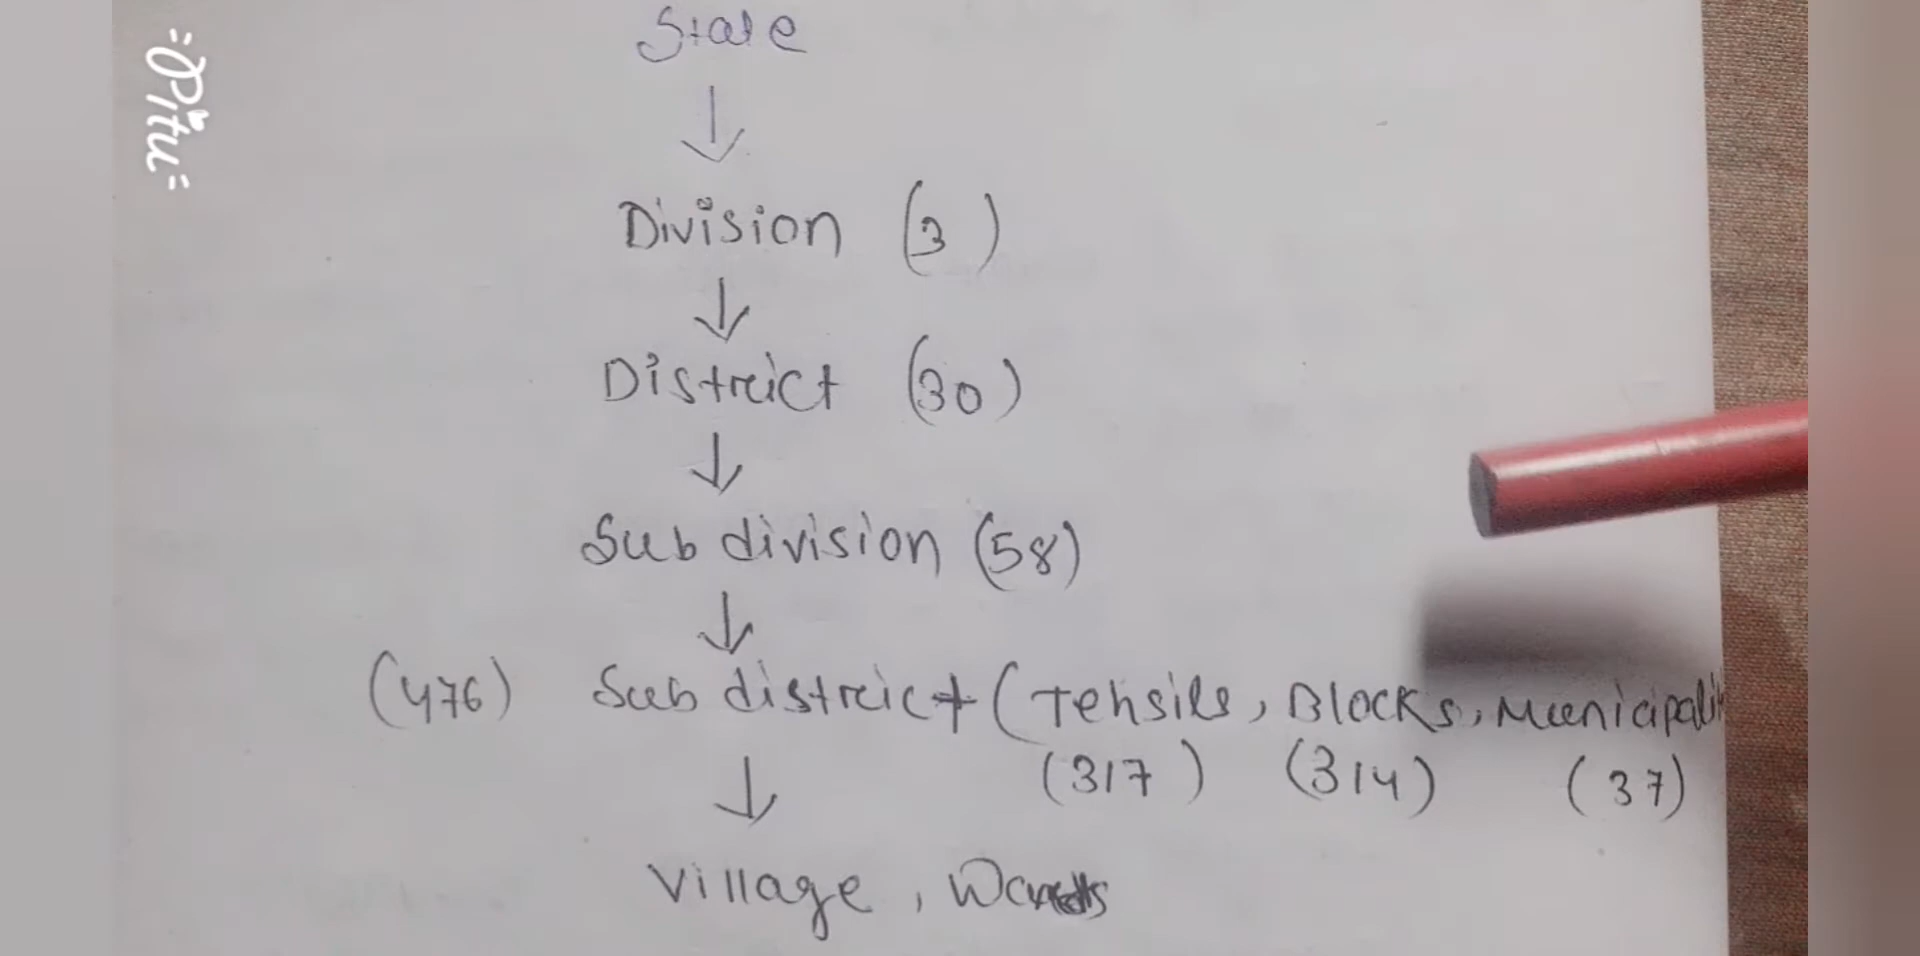 =Pitu=
State
↓
Division (3)
↓
District (30)
↓
Sub division (58)
↓
(476) Sub district (Tehsils, Blocks, Municipali
(317) (314) (37)
↓
Village, Wards